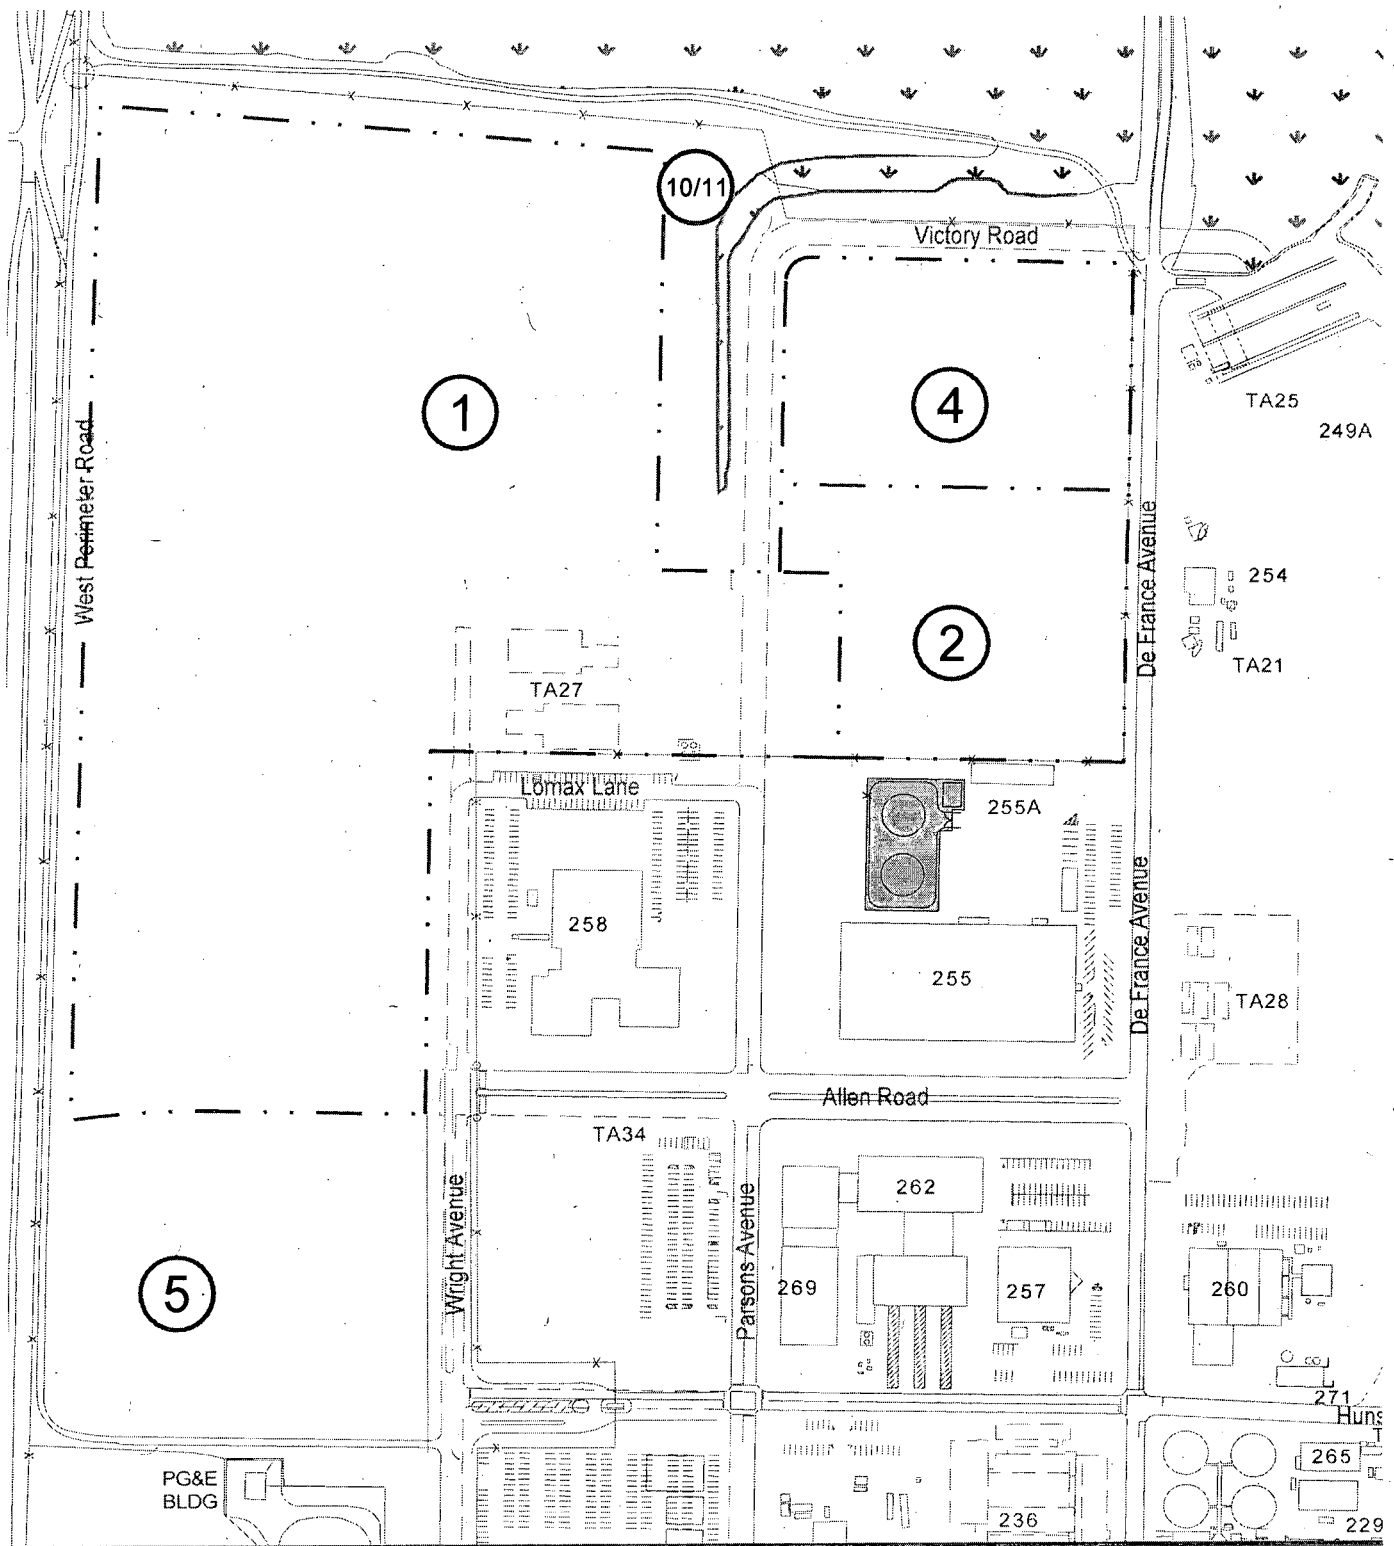 10/11
Victory Road
1
4
TA25
249A
West Perimeter Road
De France Avenue
254
2
TA21
TA27
Lomax Lane
255A
258
De France Avenue
255
TA28
Allen Road
TA34
262
Wright Avenue
Parsons Avenue
5
269
257
260
271
Huns
PG&E
BLDG
265
236
229